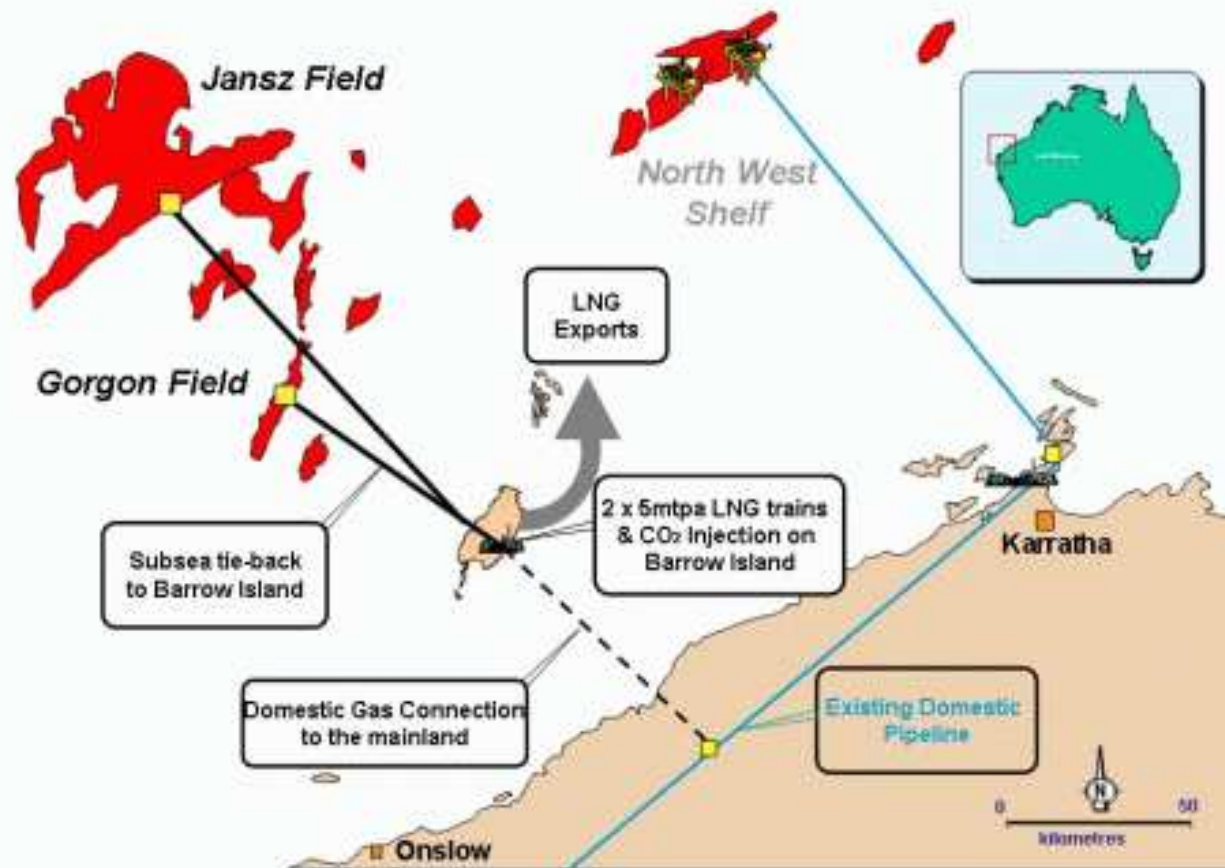 Jansz Field
North West
Shelf
LNG
Exports
Gorgon Field
2 x 5mtpa LNG trains
& CO₂ Injection on
Barrow Island
Karratha
Subsea tie-back
to Barrow Island
Domestic Gas Connection
to the mainland
Existing Domestic
Pipeline
N
0 50
kilometres
Onslow